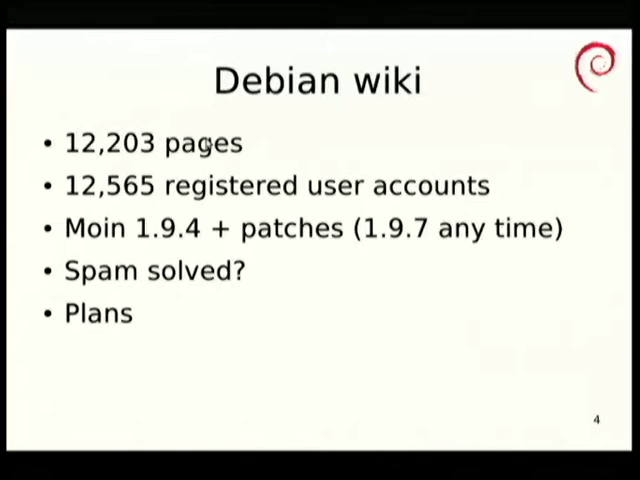 Debian wiki
• 12,203 pages
• 12,565 registered user accounts
• Moin 1.9.4 + patches (1.9.7 any time)
• Spam solved?
• Plans
4